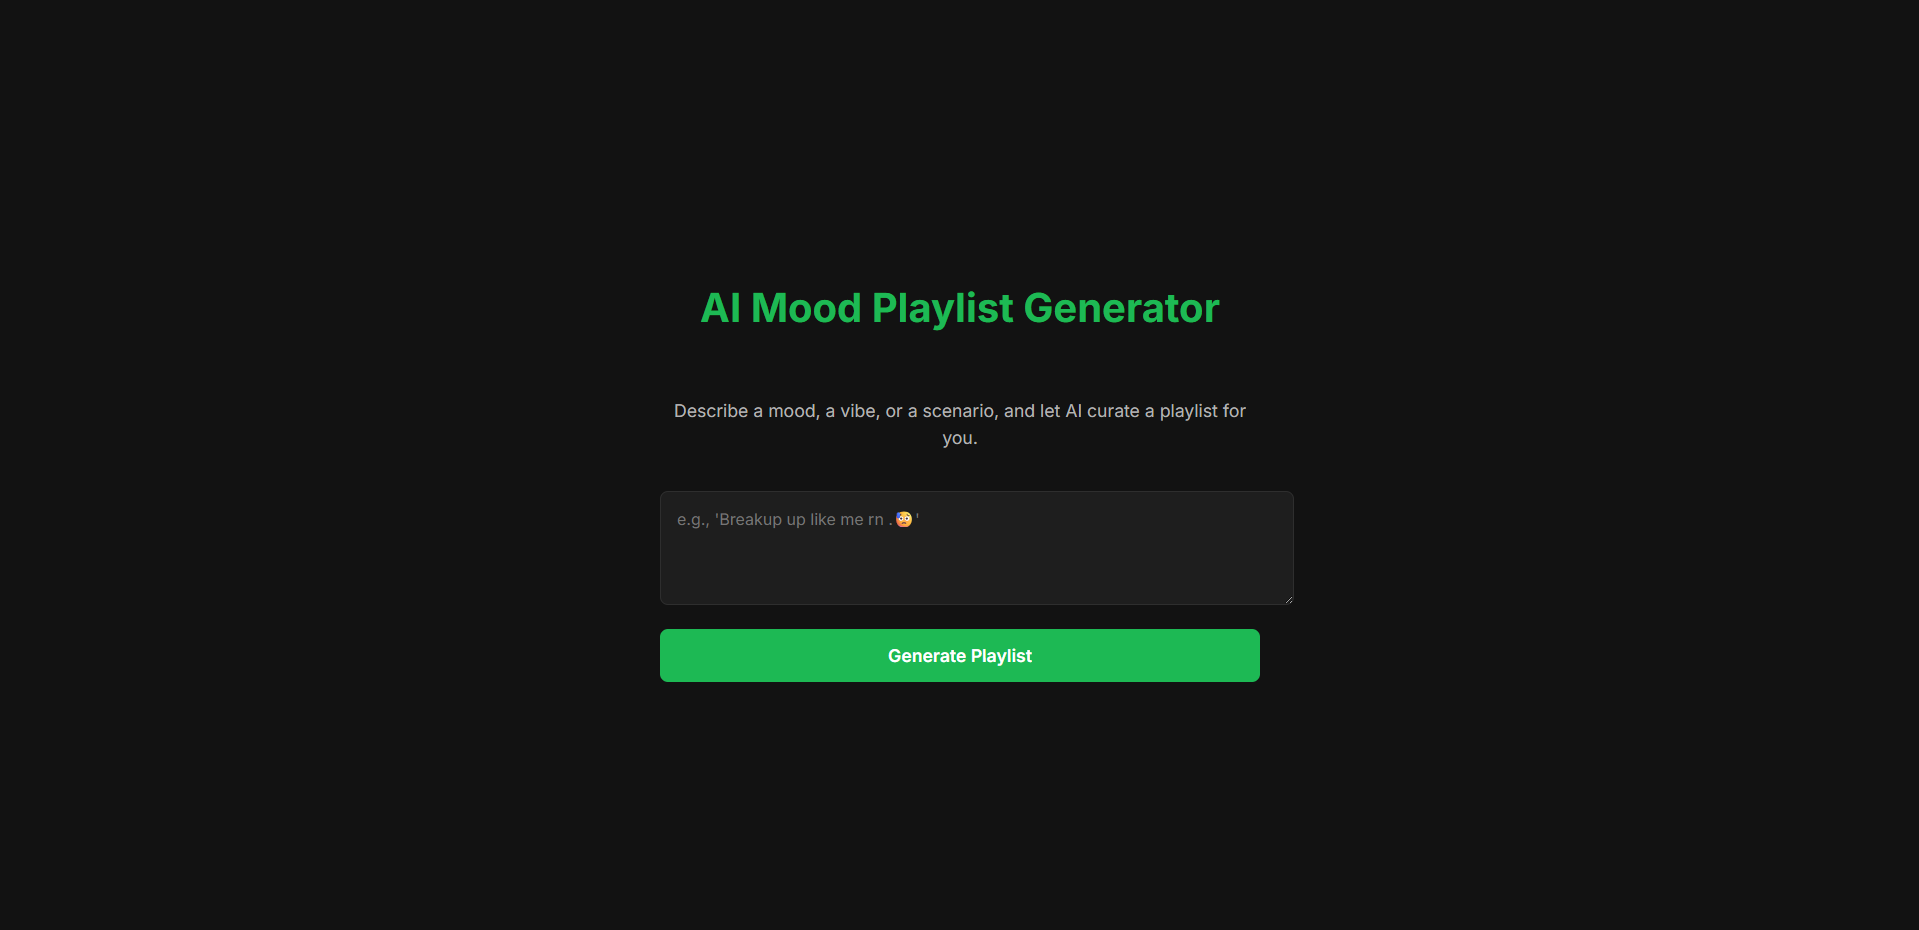 AI Mood Playlist Generator
Describe a mood, a vibe, or a scenario, and let AI curate a playlist for
you.
e.g., 'Breakup up like me rn .😳'
Generate Playlist